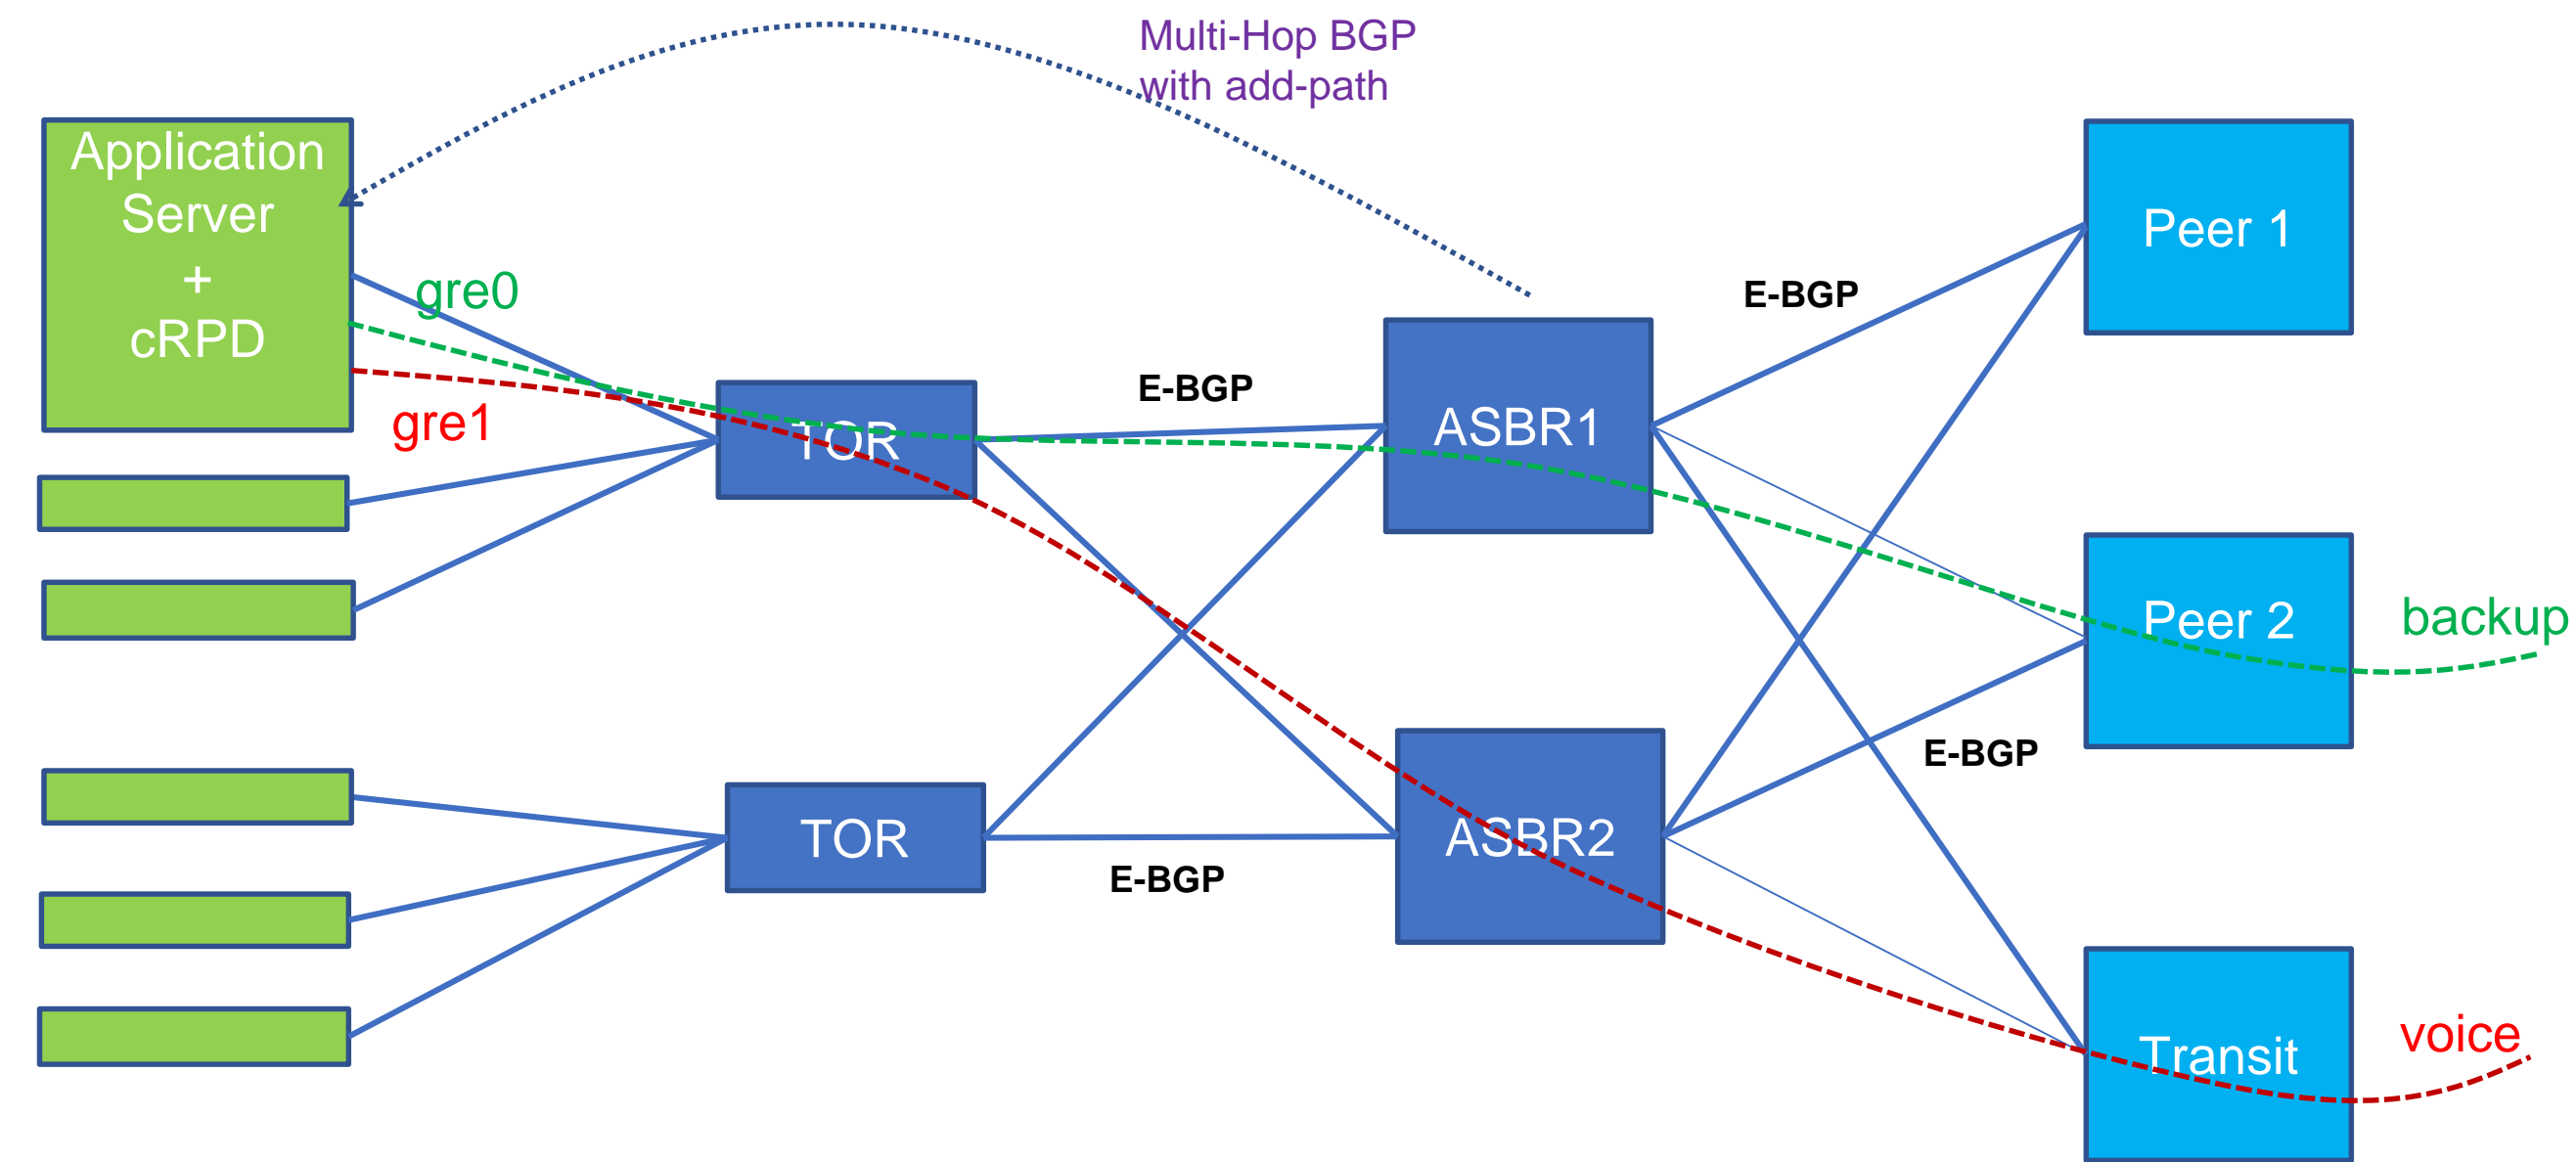 Multi-Hop BGP
with add-path
Application
Server
+
cRPD
gre0
gre1
TOR
E-BGP
ASBR1
E-BGP
Peer 1
Peer 2
backup
TOR
E-BGP
ASBR2
E-BGP
Transit
voice